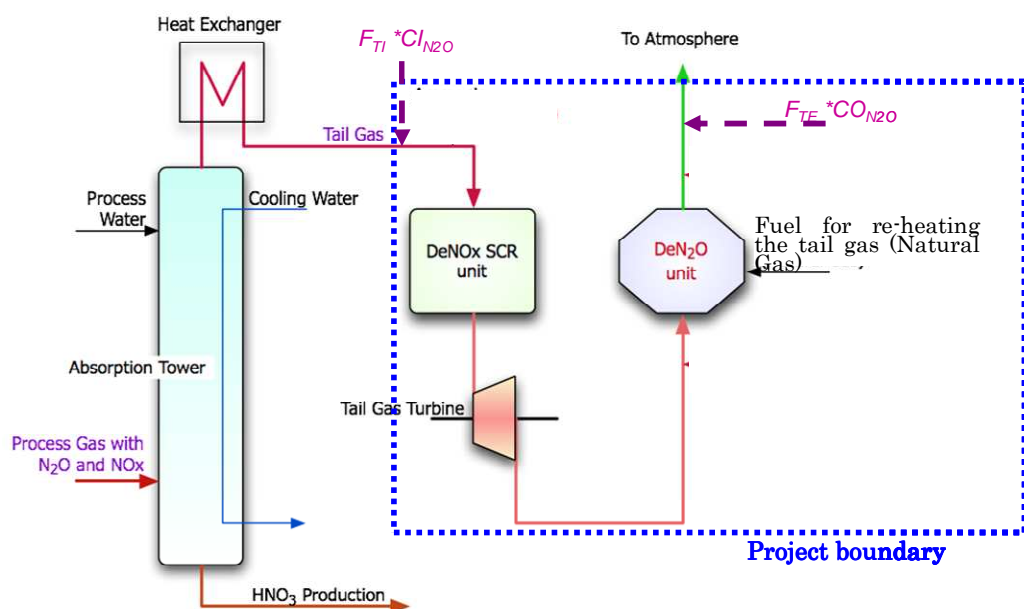 Heat Exchanger
F_TI *CI_N2O
To Atmosphere
F_TE *CO_N2O
Tail Gas
Process
Water
Cooling Water
DeNOx SCR
unit
DeN₂O
unit
Fuel for re-heating
the tail gas (Natural
Gas)
Absorption Tower
Tail Gas Turbine
Process Gas with
N₂O and NOx
Project boundary
HNO₃ Production